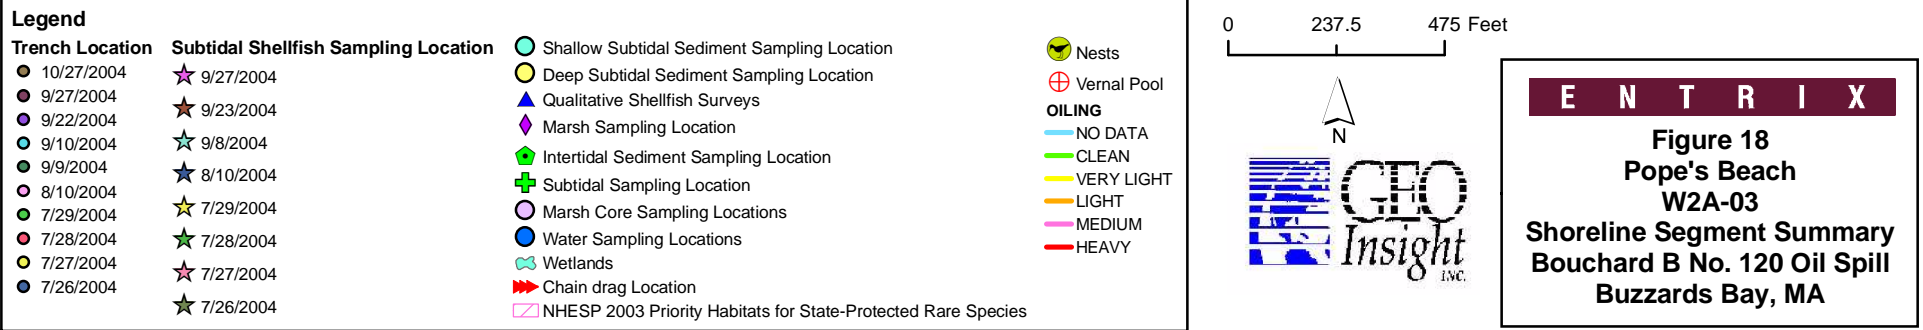 Legend
Trench Location
10/27/2004
9/27/2004
9/22/2004
9/10/2004
9/9/2004
8/10/2004
7/29/2004
7/28/2004
7/27/2004
7/26/2004
Subtidal Shellfish Sampling Location
9/27/2004
9/23/2004
9/8/2004
8/10/2004
7/29/2004
7/28/2004
7/27/2004
7/26/2004
Shallow Subtidal Sediment Sampling Location
Deep Subtidal Sediment Sampling Location
Qualitative Shellfish Surveys
Marsh Sampling Location
Intertidal Sediment Sampling Location
Subtidal Sampling Location
Marsh Core Sampling Locations
Water Sampling Locations
Wetlands
Chain drag Location
NHESP 2003 Priority Habitats for State-Protected Rare Species
Nests
Vernal Pool
OILING
NO DATA
CLEAN
VERY LIGHT
LIGHT
MEDIUM
HEAVY
0 237.5 475 Feet
N
GEO
Insight
INC.
ENTRIX
Figure 18
Pope's Beach
W2A-03
Shoreline Segment Summary
Bouchard B No. 120 Oil Spill
Buzzards Bay, MA